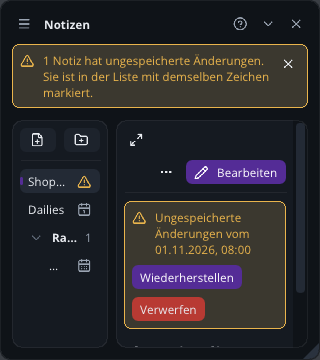 Notizen
1 Notiz hat ungespeicherte Änderungen.
Sie ist in der Liste mit demselben Zeichen
markiert.
Bearbeiten
Shop...
Dailies
Ra... 1
...
Ungespeicherte
Änderungen vom
01.11.2026, 08:00
Wiederherstellen
Verwerfen